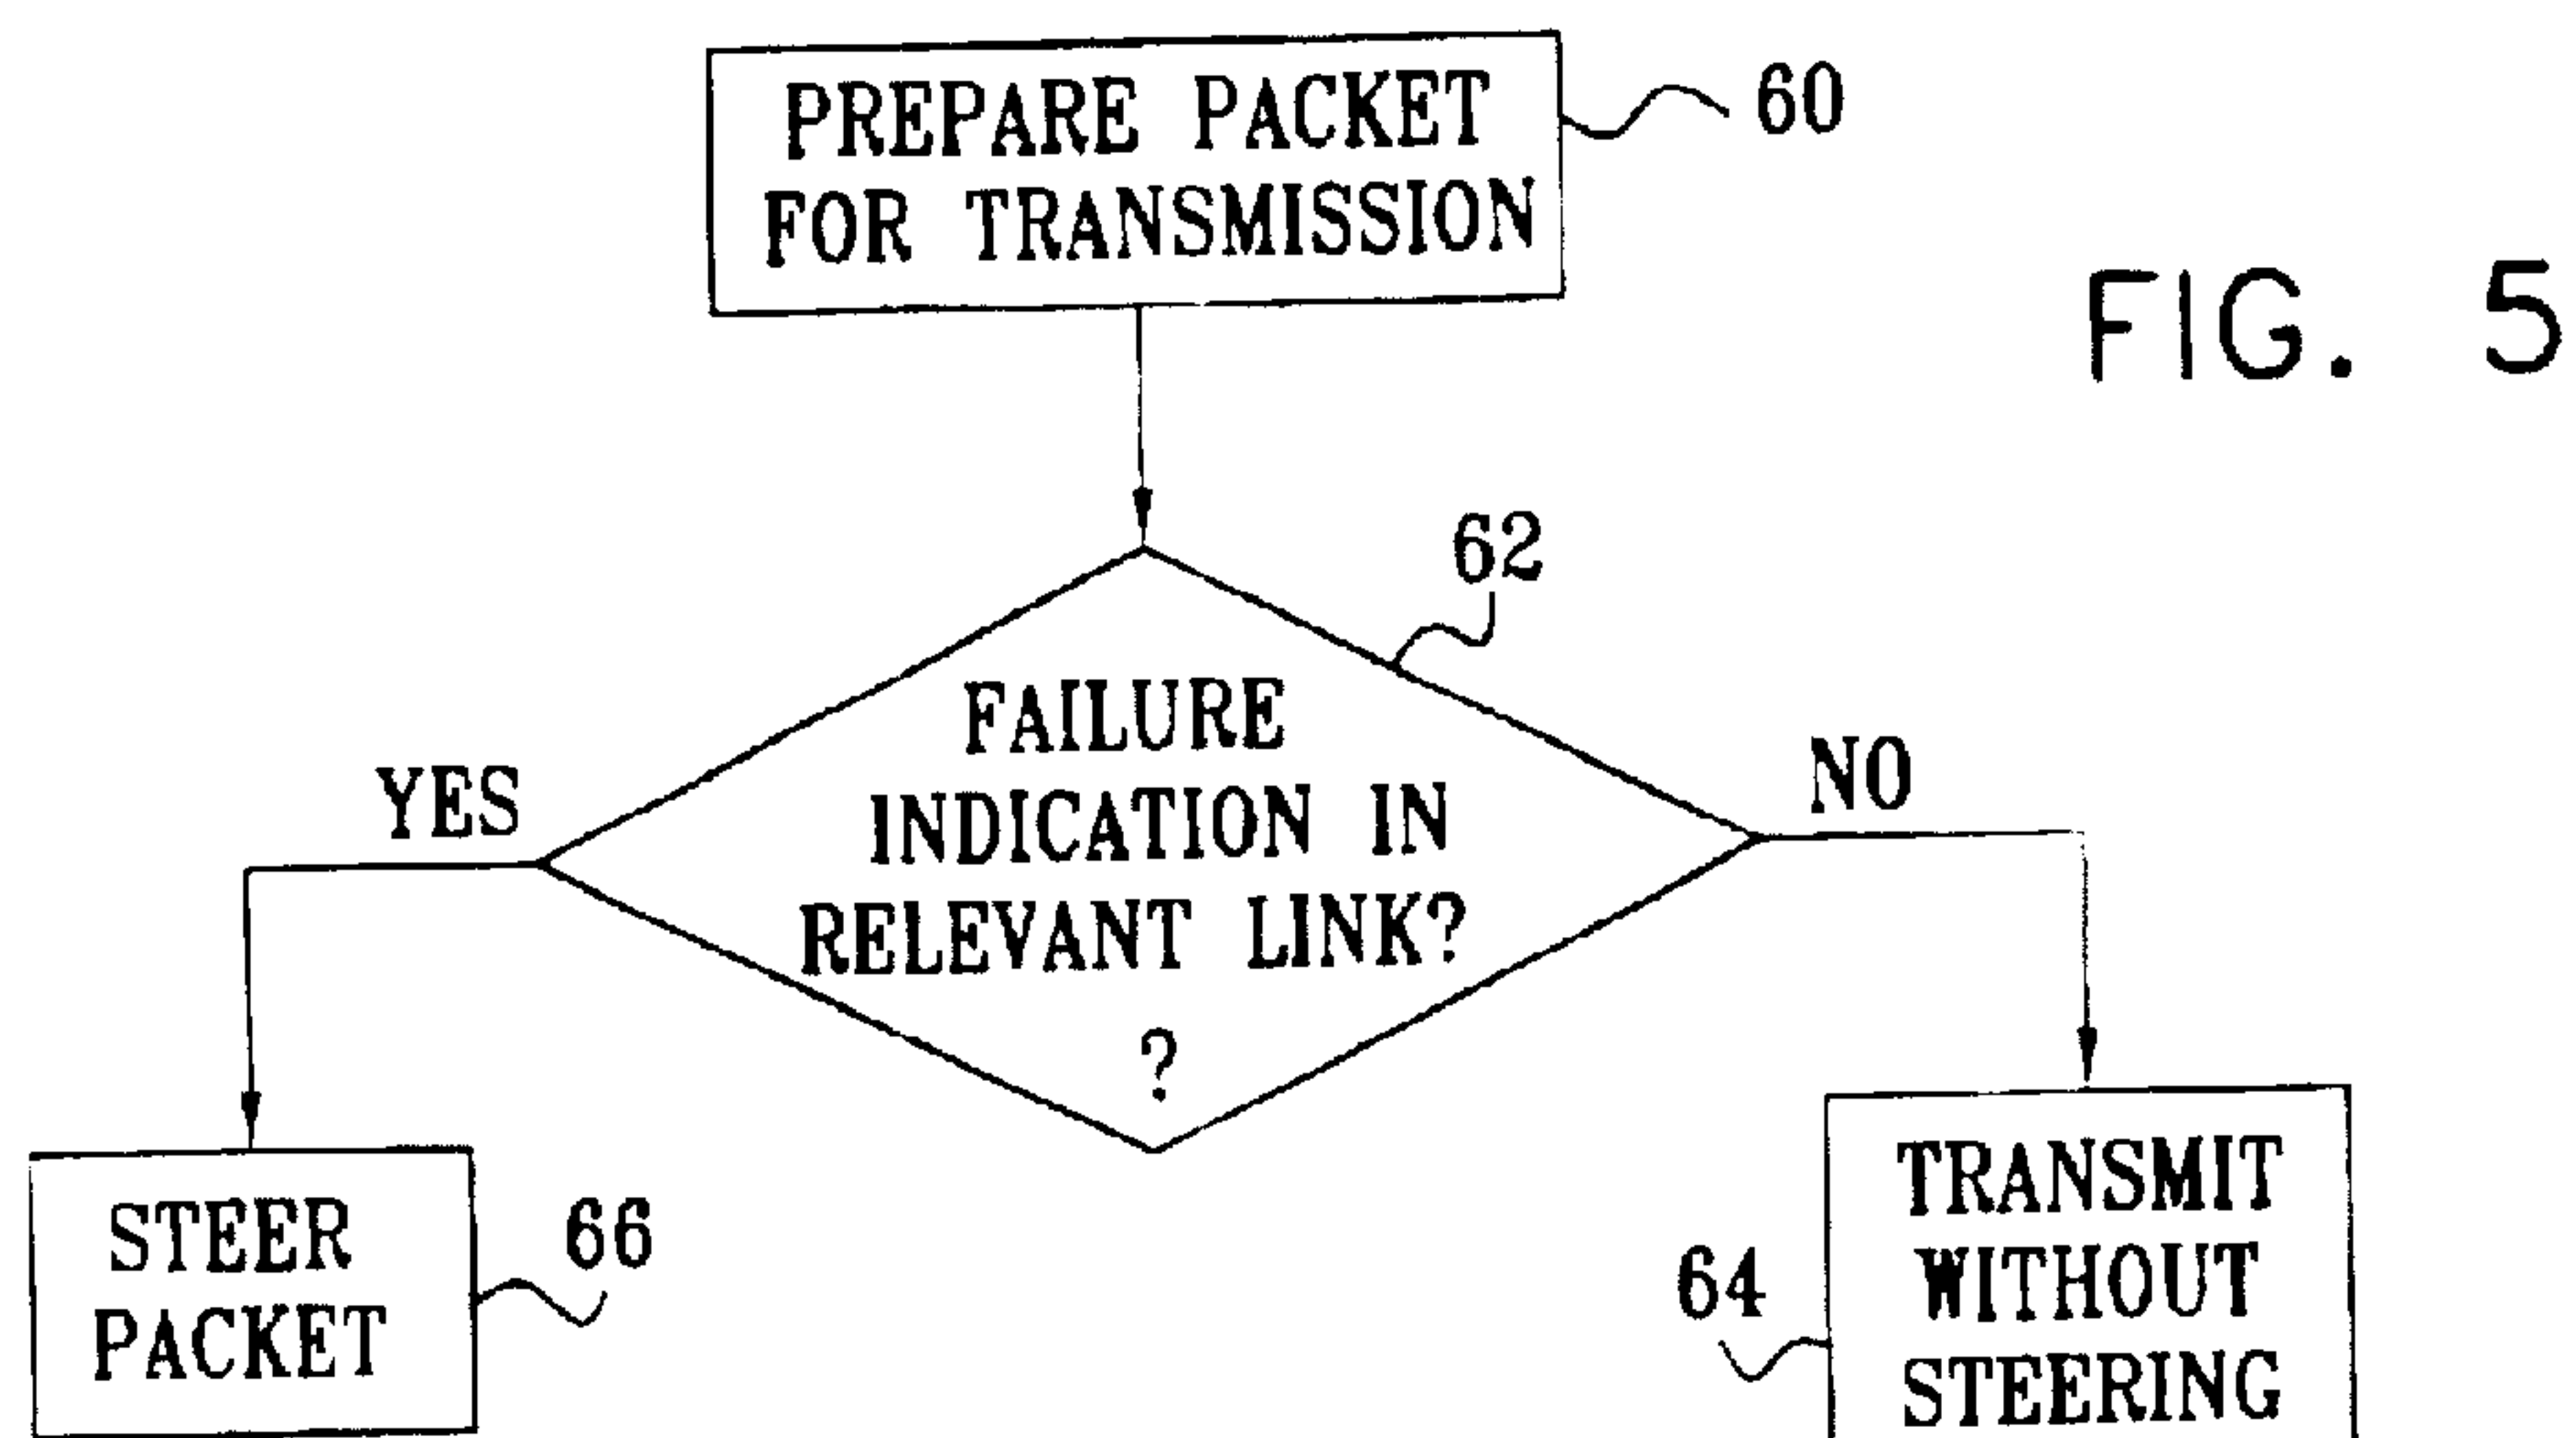 PREPARE PACKET
FOR TRANSMISSION
60
FIG. 5
62
FAILURE
INDICATION IN
RELEVANT LINK?
?
YES
NO
STEER
PACKET
66
64
TRANSMIT
WITHOUT
STEERING